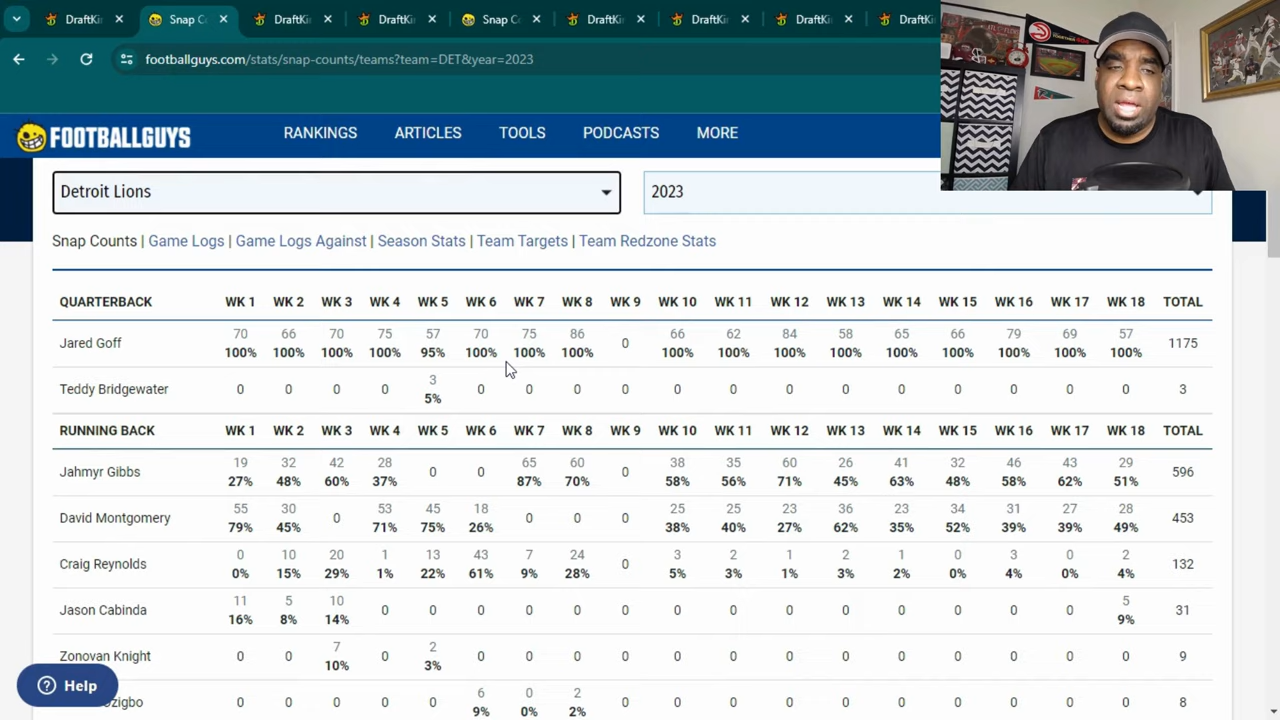 DraftKin
Snap C
DraftKin
DraftKin
Snap Co
DraftKin
DraftKin
DraftKin
DraftKin
footballguys.com/stats/snap-counts/teams?team=DET&year=2023
FOOTBALLGUYS RANKINGS ARTICLES TOOLS PODCASTS MORE
Detroit Lions 2023
Snap Counts | Game Logs | Game Logs Against | Season Stats | Team Targets | Team Redzone Stats
QUARTERBACK WK 1 WK 2 WK 3 WK 4 WK 5 WK 6 WK 7 WK 8 WK 9 WK 10 WK 11 WK 12 WK 13 WK 14 WK 15 WK 16 WK 17 WK 18 TOTAL
70 66 70 75 57 70 75 86 66 62 84 58 65 66 79 69 57
Jared Goff 0 1175
100% 100% 100% 100% 95% 100% 100% 100% 100% 100% 100% 100% 100% 100% 100% 100% 100%
3
Teddy Bridgewater 0 0 0 0 0 0 0 0 0 0 0 0 0 0 0 0 0 3
5%
RUNNING BACK WK 1 WK 2 WK 3 WK 4 WK 5 WK 6 WK 7 WK 8 WK 9 WK 10 WK 11 WK 12 WK 13 WK 14 WK 15 WK 16 WK 17 WK 18 TOTAL
19 32 42 28 65 60 38 35 60 26 41 32 46 43 29
Jahmyr Gibbs 0 0 0 596
27% 48% 60% 37% 87% 70% 58% 56% 71% 45% 63% 48% 58% 62% 51%
55 30 53 45 18 25 25 23 36 23 34 31 27 28
David Montgomery 0 0 0 0 453
79% 45% 71% 75% 26% 38% 40% 27% 62% 35% 52% 39% 39% 49%
0 10 20 1 13 43 7 24 3 2 1 2 1 0 3 0 2
Craig Reynolds 0 132
0% 15% 29% 1% 22% 61% 9% 28% 5% 3% 1% 3% 2% 0% 4% 0% 4%
11 5 10 5
Jason Cabinda 0 0 0 0 0 0 0 0 0 0 0 0 0 0 31
16% 8% 14% 9%
7 2
Zonovan Knight 0 0 0 0 0 0 0 0 0 0 0 0 0 0 0 0 9
10% 3%
6 0 2
Ozigbo 0 0 0 0 0 0 0 0 0 0 0 0 0 0 0 8
9% 0% 2%
Help